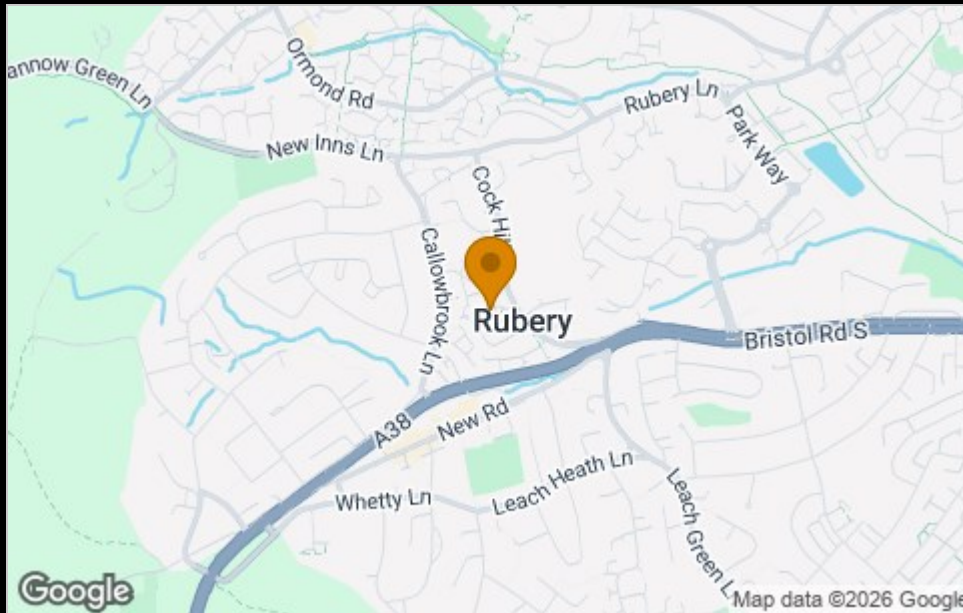 annow Green Ln
Ormond Rd
Rubery Ln
New Inns Ln
Park Way
Cock Hil
Callowbrook Ln
Rubery
Bristol Rd S
A38
New Rd
Whetty Ln
Leach Heath Ln
Leach Green L
Google
Map data ©2026 Google